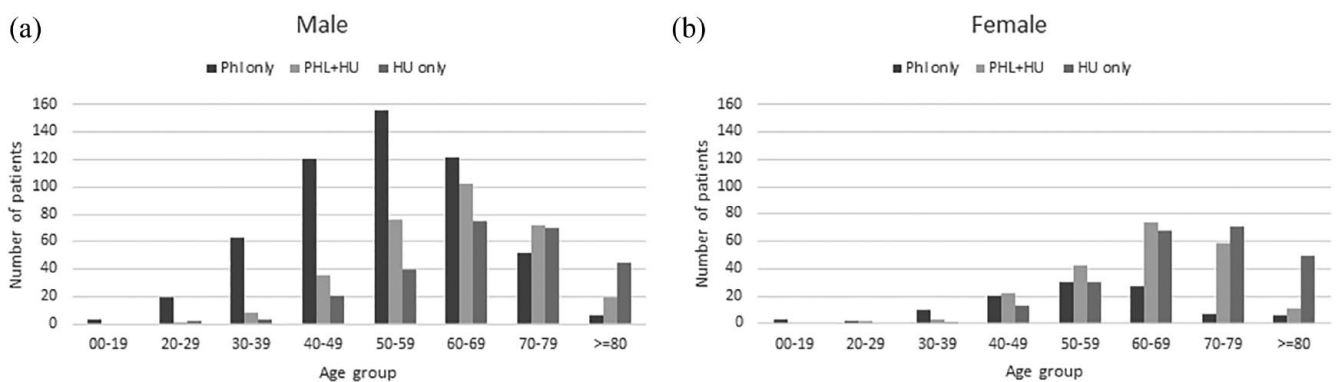 (a)
Male
Phl only PHL+HU HU only
Number of patients
160
140
120
100
80
60
40
20
0
00-19 20-29 30-39 40-49 50-59 60-69 70-79 >=80
Age group
(b)
Female
Phl only PHL+HU HU only
Number of patients
160
140
120
100
80
60
40
20
0
00-19 20-29 30-39 40-49 50-59 60-69 70-79 >=80
Age group